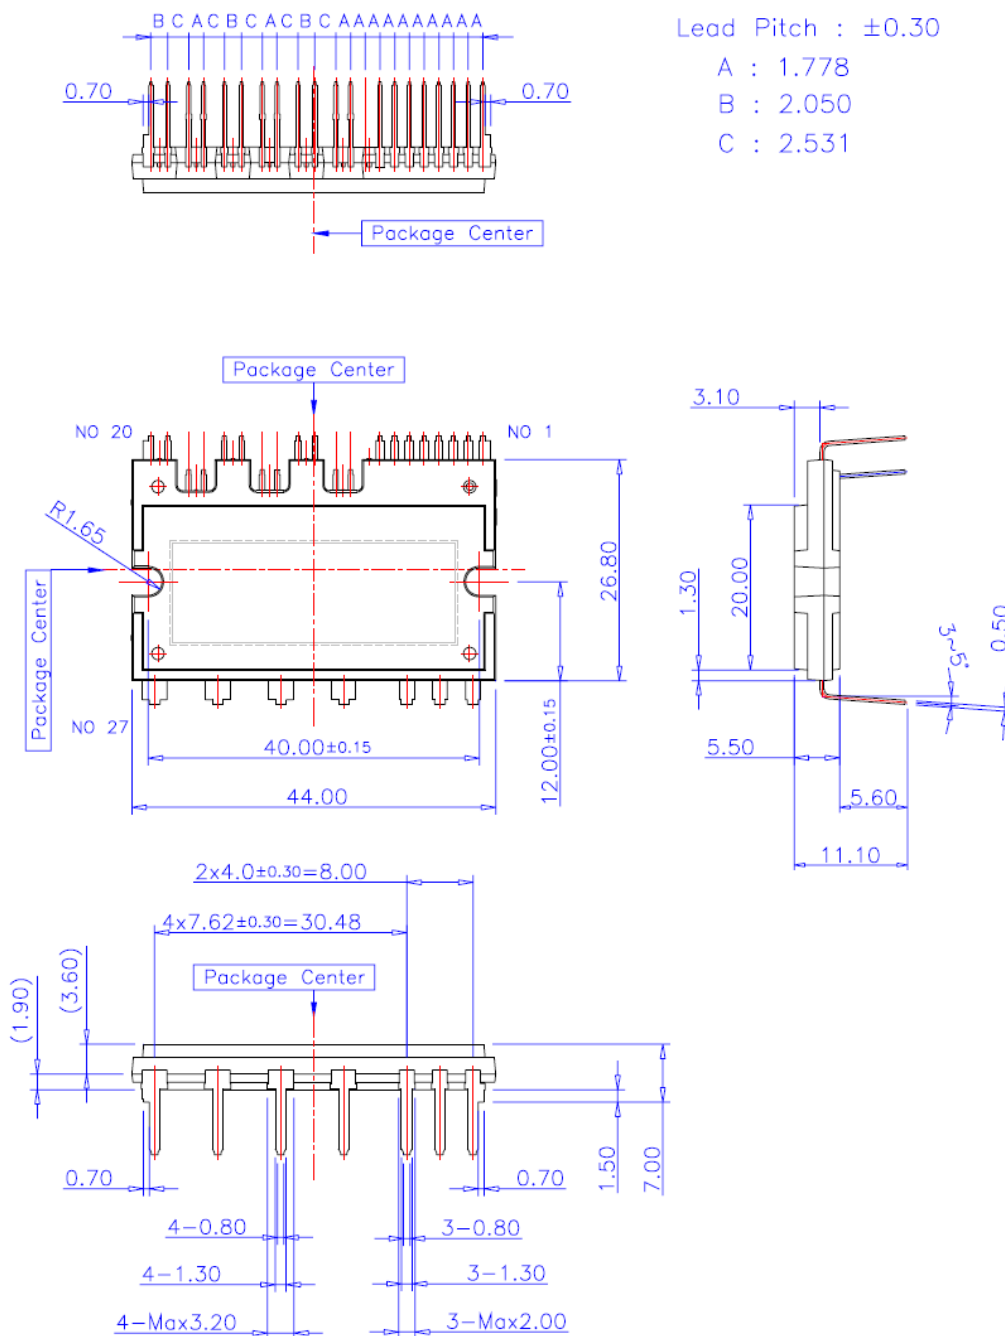 B C A C B C A C B C A A A A A A A A A A
Lead Pitch : ±0.30
A : 1.778
B : 2.050
C : 2.531
0.70
0.70
Package Center
Package Center
NO 20
NO 1
3.10
R1.65
Package Center
26.80
1.30
20.00
3~5°
0.50
NO 27
40.00±0.15
12.00±0.15
44.00
5.50
5.60
11.10
2x4.0±0.30=8.00
4x7.62±0.30=30.48
Package Center
(1.90)
(3.60)
0.70
0.70
1.50
7.00
4-0.80
3-0.80
4-1.30
3-1.30
4-Max3.20
3-Max2.00